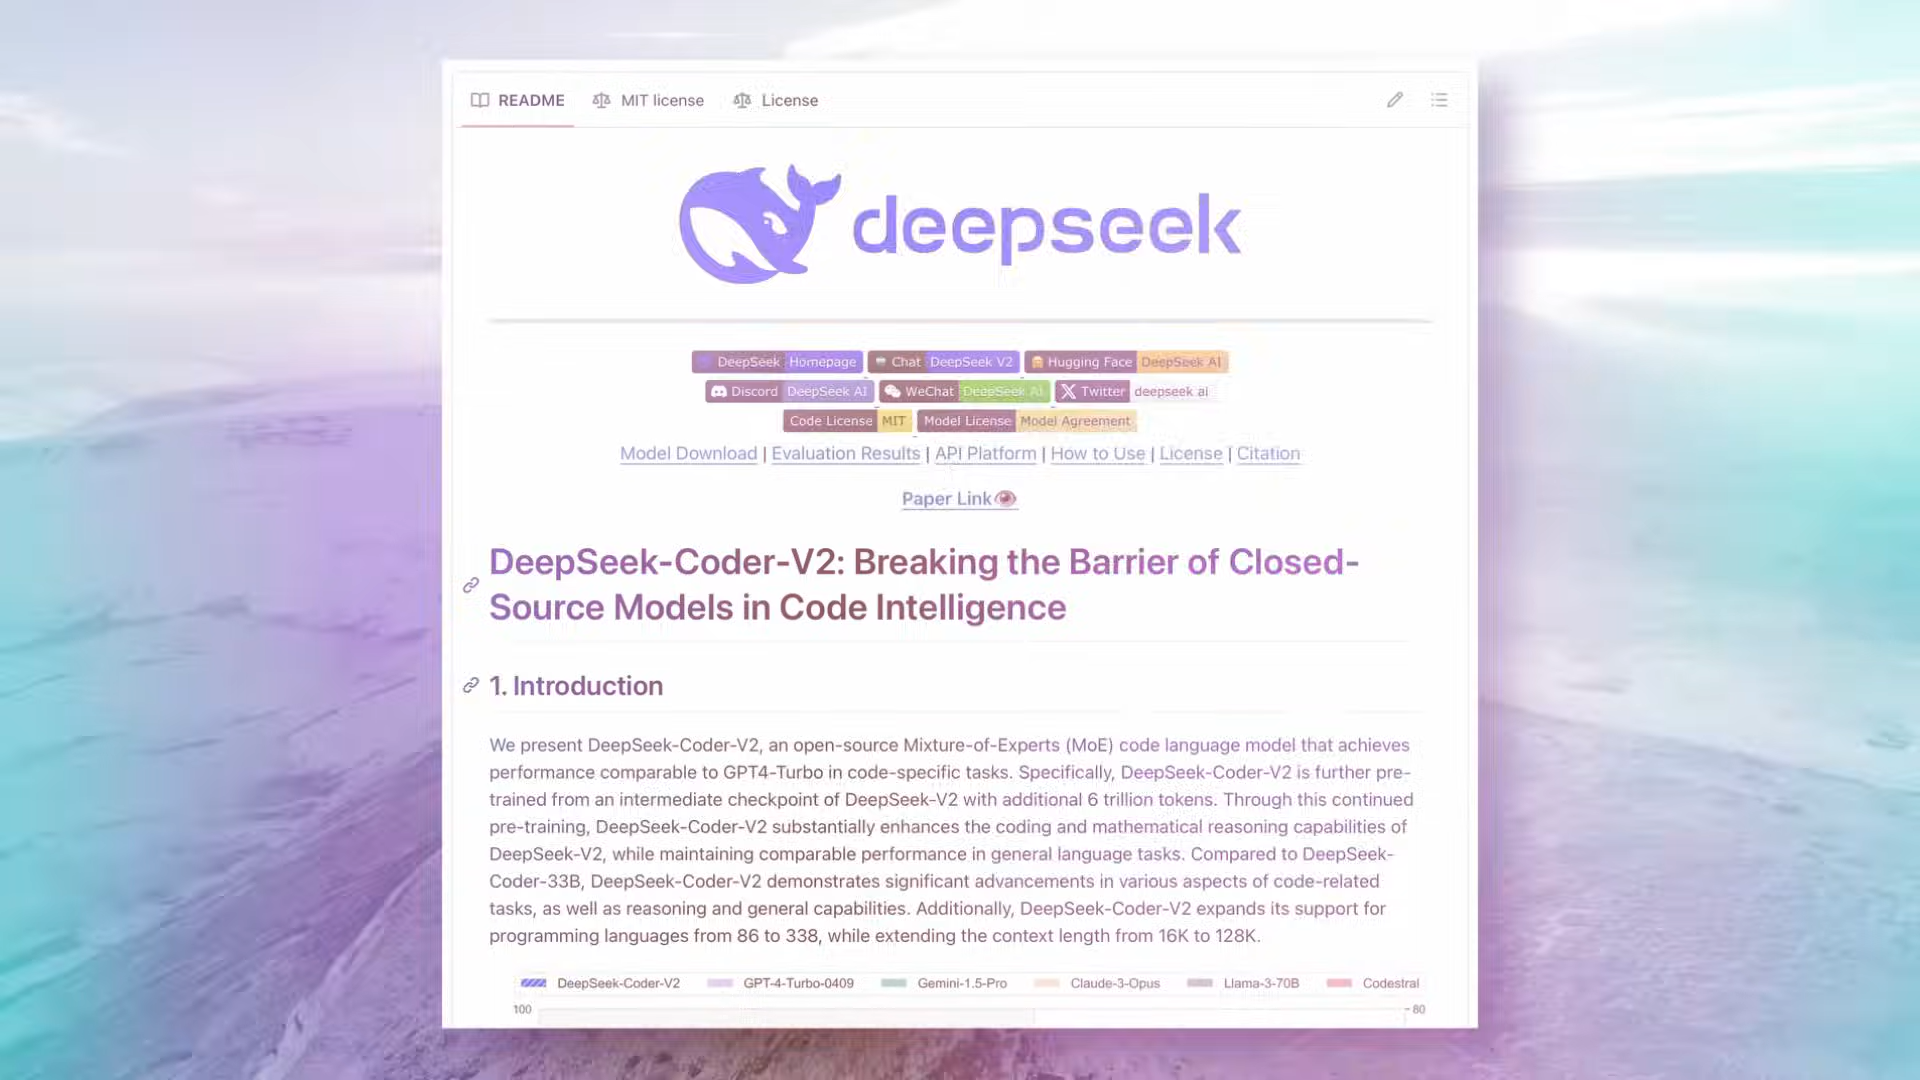 README MIT license License
deepseek
DeepSeek Homepage Chat DeepSeek V2 Hugging Face DeepSeek AI
Discord DeepSeek AI WeChat DeepSeek AI Twitter deepseek ai
Code License MIT Model License Model Agreement
Model Download | Evaluation Results | API Platform | How to Use | License | Citation
Paper Link👁️
DeepSeek-Coder-V2: Breaking the Barrier of Closed-
Source Models in Code Intelligence
1. Introduction
We present DeepSeek-Coder-V2, an open-source Mixture-of-Experts (MoE) code language model that achieves
performance comparable to GPT4-Turbo in code-specific tasks. Specifically, DeepSeek-Coder-V2 is further pre-
trained from an intermediate checkpoint of DeepSeek-V2 with additional 6 trillion tokens. Through this continued
pre-training, DeepSeek-Coder-V2 substantially enhances the coding and mathematical reasoning capabilities of
DeepSeek-V2, while maintaining comparable performance in general language tasks. Compared to DeepSeek-
Coder-33B, DeepSeek-Coder-V2 demonstrates significant advancements in various aspects of code-related
tasks, as well as reasoning and general capabilities. Additionally, DeepSeek-Coder-V2 expands its support for
programming languages from 86 to 338, while extending the context length from 16K to 128K.
DeepSeek-Coder-V2 GPT-4-Turbo-0409 Gemini-1.5-Pro Claude-3-Opus Llama-3-70B Codestral
100 80